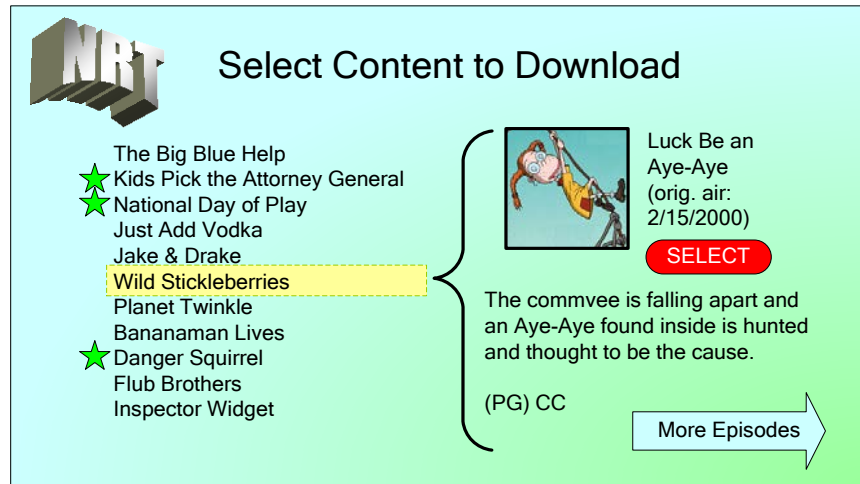 NRT
Select Content to Download
The Big Blue Help
Kids Pick the Attorney General
National Day of Play
Just Add Vodka
Jake & Drake
Wild Stickleberries
Planet Twinkle
Bananaman Lives
Danger Squirrel
Flub Brothers
Inspector Widget
Luck Be an
Aye-Aye
(orig. air:
2/15/2000)
SELECT
The commvee is falling apart and
an Aye-Aye found inside is hunted
and thought to be the cause.
(PG) CC
More Episodes